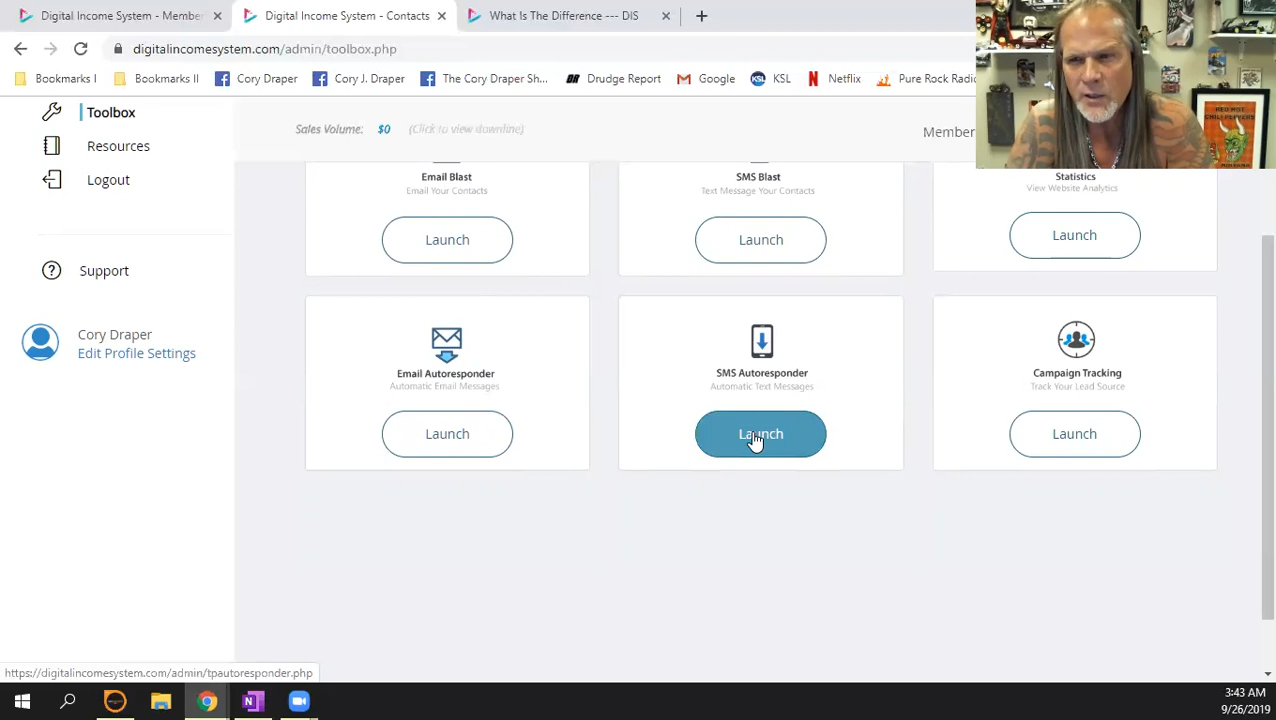 Digital Income System - Member
Digital Income System - Contacts
What Is The Difference -- DIS
digitalincomesystem.com/admin/toolbox.php
Bookmarks I
Bookmarks II
Cory Draper
Cory J. Draper
The Cory Draper Sh...
Drudge Report
Google
KSL
KSL
Netflix
Pure Rock Radio
Toolbox
Resources
Logout
Support
Cory Draper
Edit Profile Settings
Sales Volume: $0 (Click to view downline)
Member
Email Blast
Email Your Contacts
Launch
SMS Blast
Text Message Your Contacts
Launch
Statistics
View Website Analytics
Launch
Email Autoresponder
Automatic Email Messages
Launch
SMS Autoresponder
Automatic Text Messages
Launch
Campaign Tracking
Track Your Lead Source
Launch
RED HOT
CHILI PEPPERS
https://digitalincomesystem.com/admin/tpautoresponder.php
3:43 AM
9/26/2019